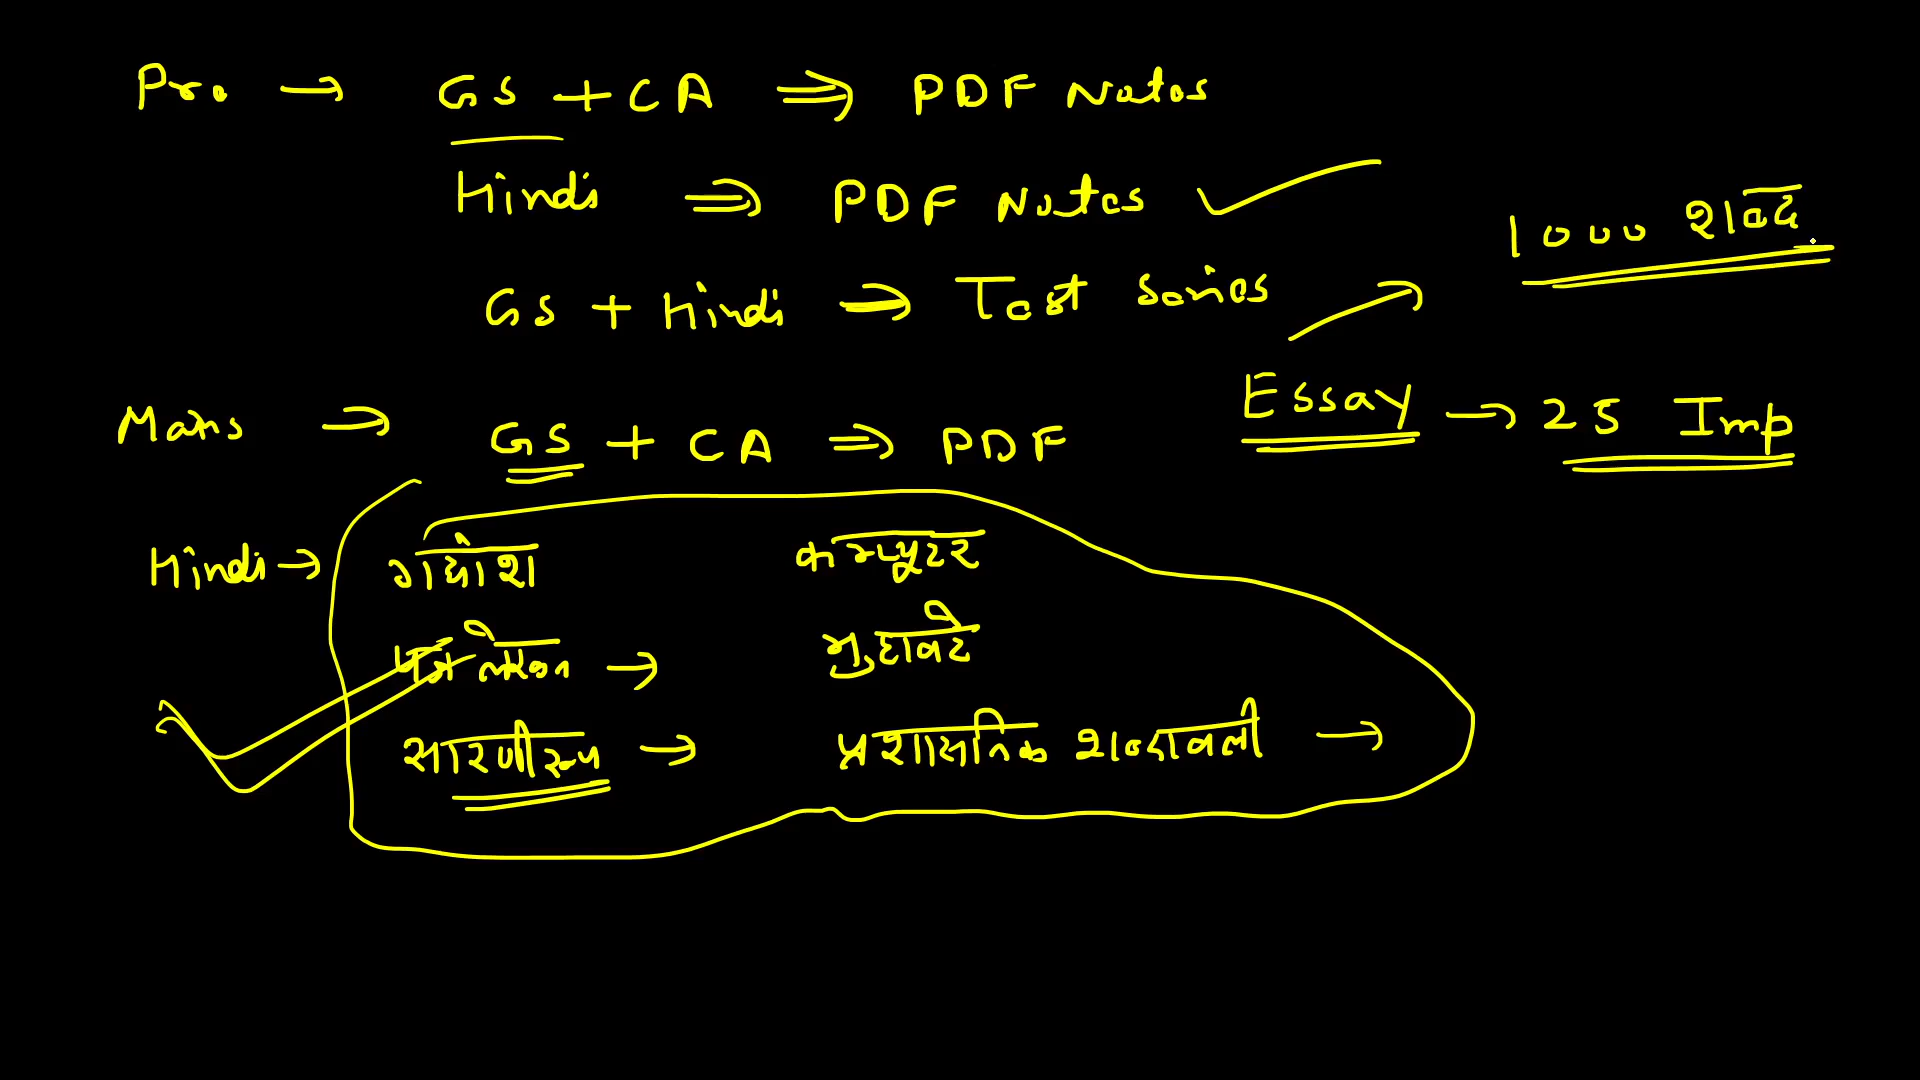 Pre → GS + CA ⇒ PDF Notes
Hindi ⇒ PDF Notes ✓
1000 शब्द
GS + Hindi → Test Series
Essay → 25 Imp
Mains ⇒ GS + CA ⇒ PDF
Hindi → गद्यांश कम्प्यूटर
पत्र लेखन → मुहावरे
सारणीरूप → प्रशासनिक शब्दावली →